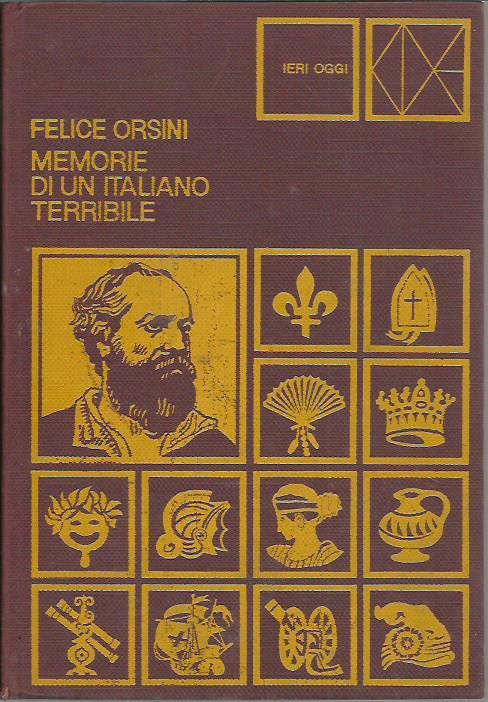 IERI OGGI
FELICE ORSINI
MEMORIE
DI UN ITALIANO
TERRIBILE